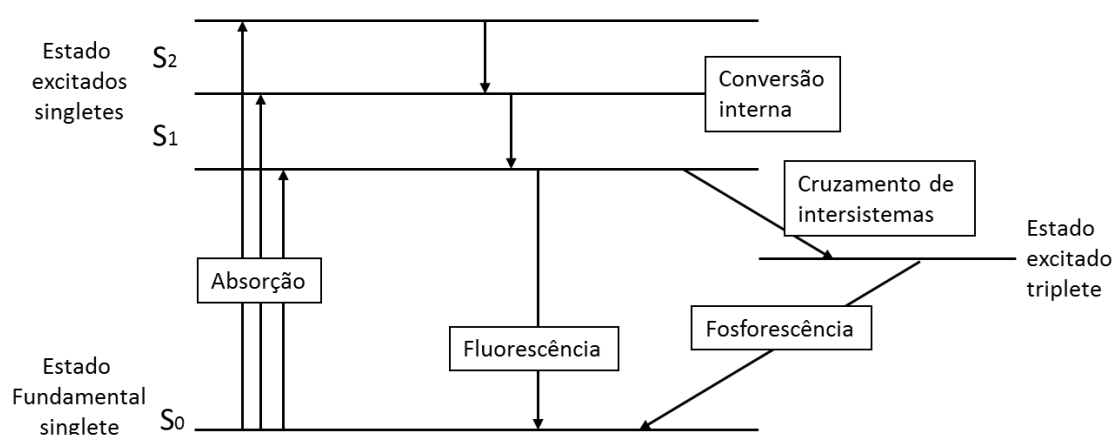 Estado
excitados
singletes
S2
S1
Conversão
interna
Cruzamento de
intersistemas
Estado
excitado
triplete
Absorção
Fluorescência
Fosforescência
Estado
Fundamental
singlete
S0